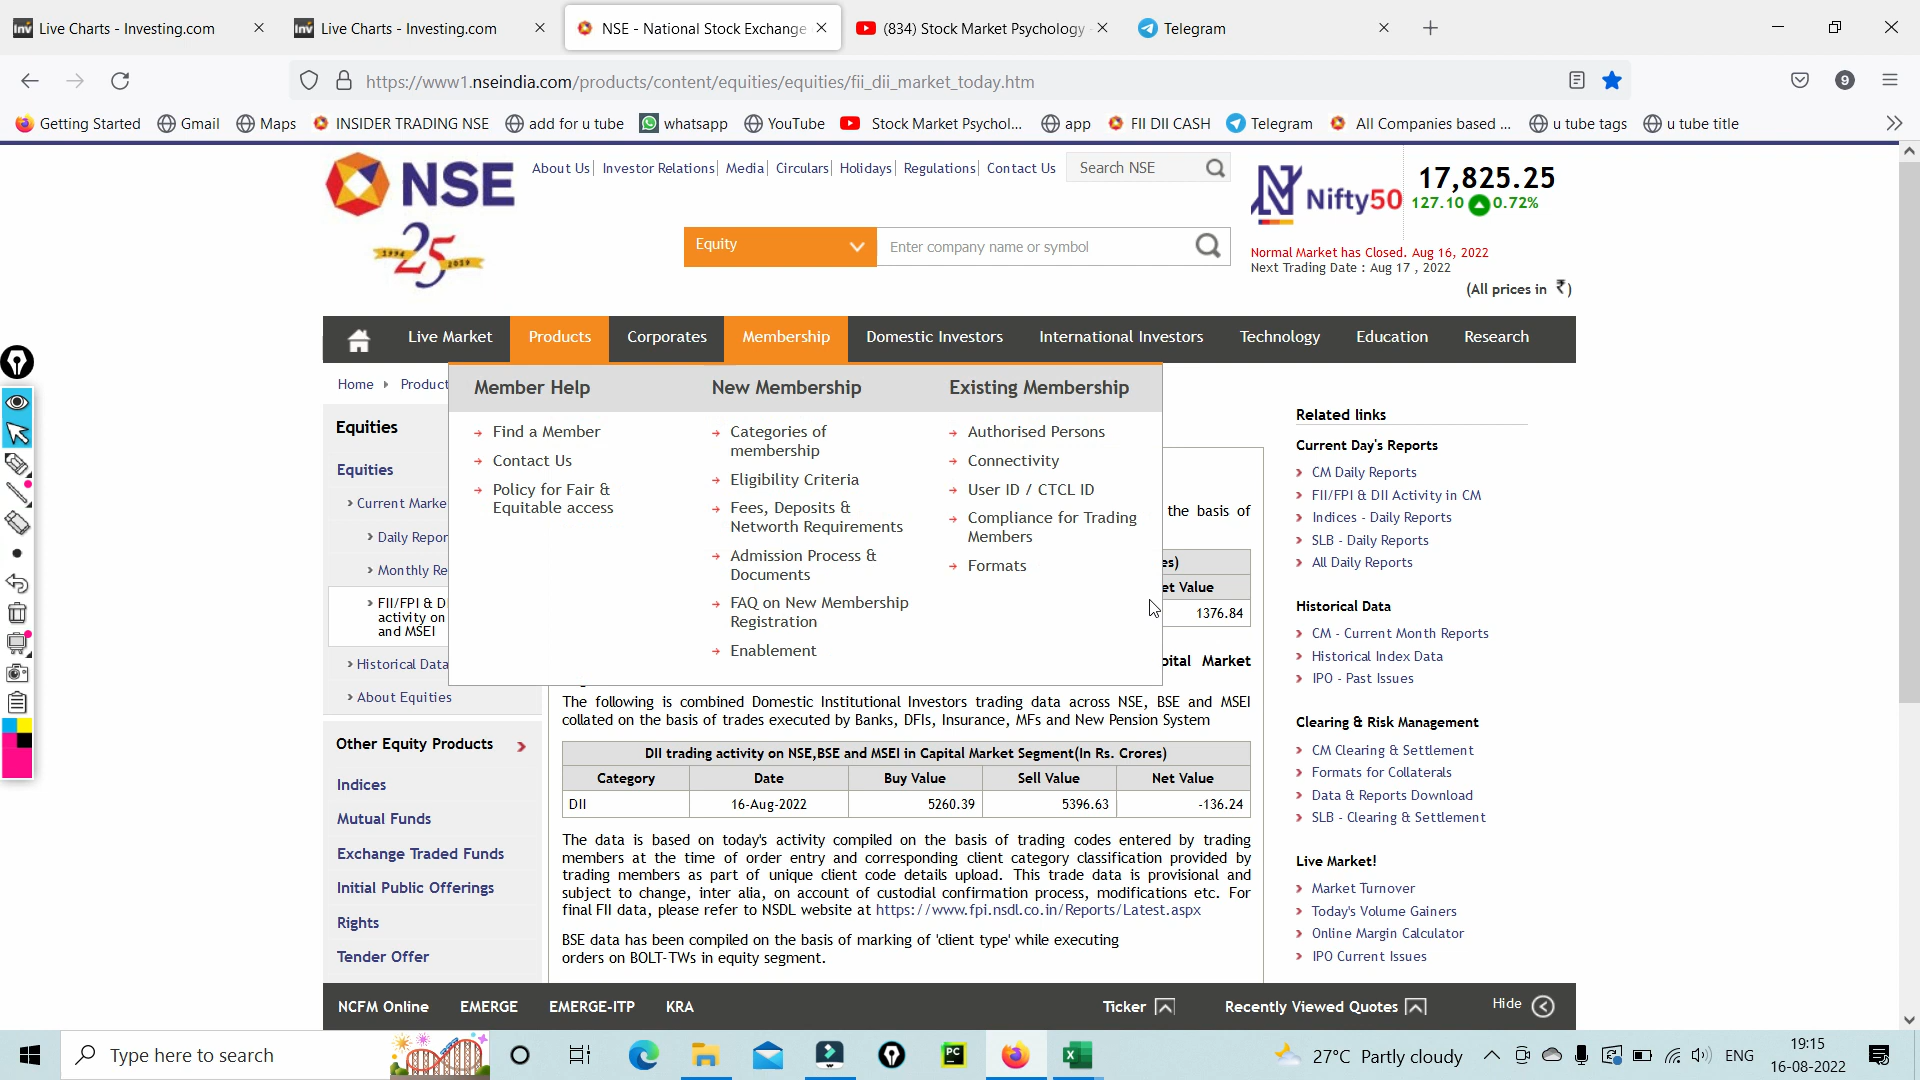 Live Charts - Investing.com
Live Charts - Investing.com
NSE - National Stock Exchange
(834) Stock Market Psychology
Telegram
https://www1.nseindia.com/products/content/equities/equities/fii_dii_market_today.htm
9
Getting Started
Gmail
Maps
INSIDER TRADING NSE
add for u tube
whatsapp
YouTube
Stock Market Psychol...
app
FII DII CASH
Telegram
All Companies based ...
u tube tags
u tube title
NSE
25
1994 2019
About Us
Investor Relations
Media
Circulars
Holidays
Regulations
Contact Us
Search NSE
Equity
Enter company name or symbol
Nifty50
17,825.25
127.10 0.72%
Normal Market has Closed. Aug 16, 2022
Next Trading Date : Aug 17 , 2022
(All prices in ₹)
Live Market
Products
Corporates
Membership
Domestic Investors
International Investors
Technology
Education
Research
Home
Product
Equities
Equities
Current Marke
Daily Repor
Monthly Re
FII/FPI & D
activity on
and MSEI
Historical Data
About Equities
Other Equity Products
Indices
Mutual Funds
Exchange Traded Funds
Initial Public Offerings
Rights
Tender Offer
Member Help
Find a Member
Contact Us
Policy for Fair &
Equitable access
New Membership
Categories of
membership
Eligibility Criteria
Fees, Deposits &
Networth Requirements
Admission Process &
Documents
FAQ on New Membership
Registration
Enablement
Existing Membership
Authorised Persons
Connectivity
User ID / CTCL ID
Compliance for Trading
Members
Formats
the basis of
es)
et Value
1376.84
pital Market
The following is combined Domestic Institutional Investors trading data across NSE, BSE and MSEI
collated on the basis of trades executed by Banks, DFIs, Insurance, MFs and New Pension System
DII trading activity on NSE,BSE and MSEI in Capital Market Segment(In Rs. Crores)
Category Date Buy Value Sell Value Net Value
DII 16-Aug-2022 5260.39 5396.63 -136.24
The data is based on today's activity compiled on the basis of trading codes entered by trading
members at the time of order entry and corresponding client category classification provided by
trading members as part of unique client code details upload. This trade data is provisional and
subject to change, inter alia, on account of custodial confirmation process, modifications etc. For
final FII data, please refer to NSDL website at https://www.fpi.nsdl.co.in/Reports/Latest.aspx
BSE data has been compiled on the basis of marking of 'client type' while executing
orders on BOLT-TWs in equity segment.
Related links
Current Day's Reports
CM Daily Reports
FII/FPI & DII Activity in CM
Indices - Daily Reports
SLB - Daily Reports
All Daily Reports
Historical Data
CM - Current Month Reports
Historical Index Data
IPO - Past Issues
Clearing & Risk Management
CM Clearing & Settlement
Formats for Collaterals
Data & Reports Download
SLB - Clearing & Settlement
Live Market!
Market Turnover
Today's Volume Gainers
Online Margin Calculator
IPO Current Issues
NCFM Online
EMERGE
EMERGE-ITP
KRA
Ticker
Recently Viewed Quotes
Hide
Type here to search
PC
27°C Partly cloudy
ENG
19:15
16-08-2022